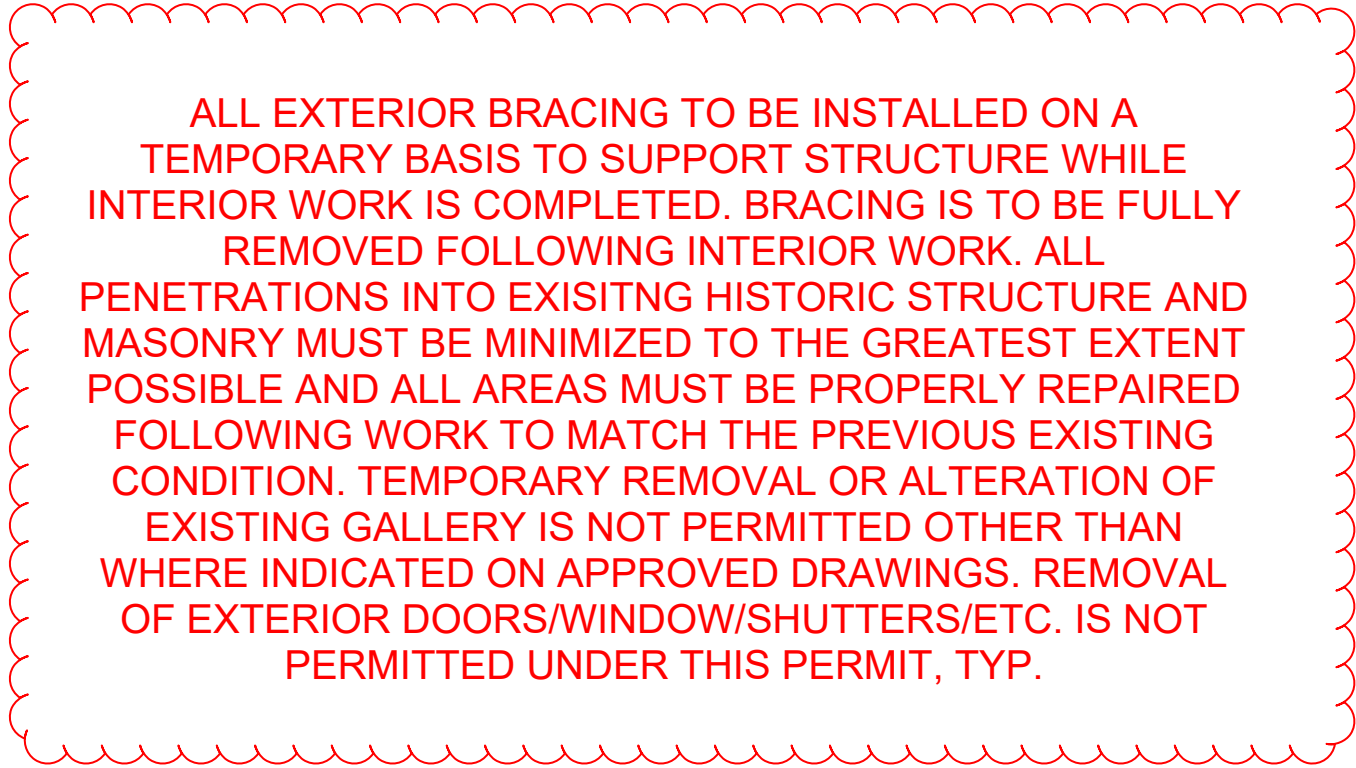 ALL EXTERIOR BRACING TO BE INSTALLED ON A
TEMPORARY BASIS TO SUPPORT STRUCTURE WHILE
INTERIOR WORK IS COMPLETED. BRACING IS TO BE FULLY
REMOVED FOLLOWING INTERIOR WORK. ALL
PENETRATIONS INTO EXISITNG HISTORIC STRUCTURE AND
MASONRY MUST BE MINIMIZED TO THE GREATEST EXTENT
POSSIBLE AND ALL AREAS MUST BE PROPERLY REPAIRED
FOLLOWING WORK TO MATCH THE PREVIOUS EXISTING
CONDITION. TEMPORARY REMOVAL OR ALTERATION OF
EXISTING GALLERY IS NOT PERMITTED OTHER THAN
WHERE INDICATED ON APPROVED DRAWINGS. REMOVAL
OF EXTERIOR DOORS/WINDOW/SHUTTERS/ETC. IS NOT
PERMITTED UNDER THIS PERMIT, TYP.